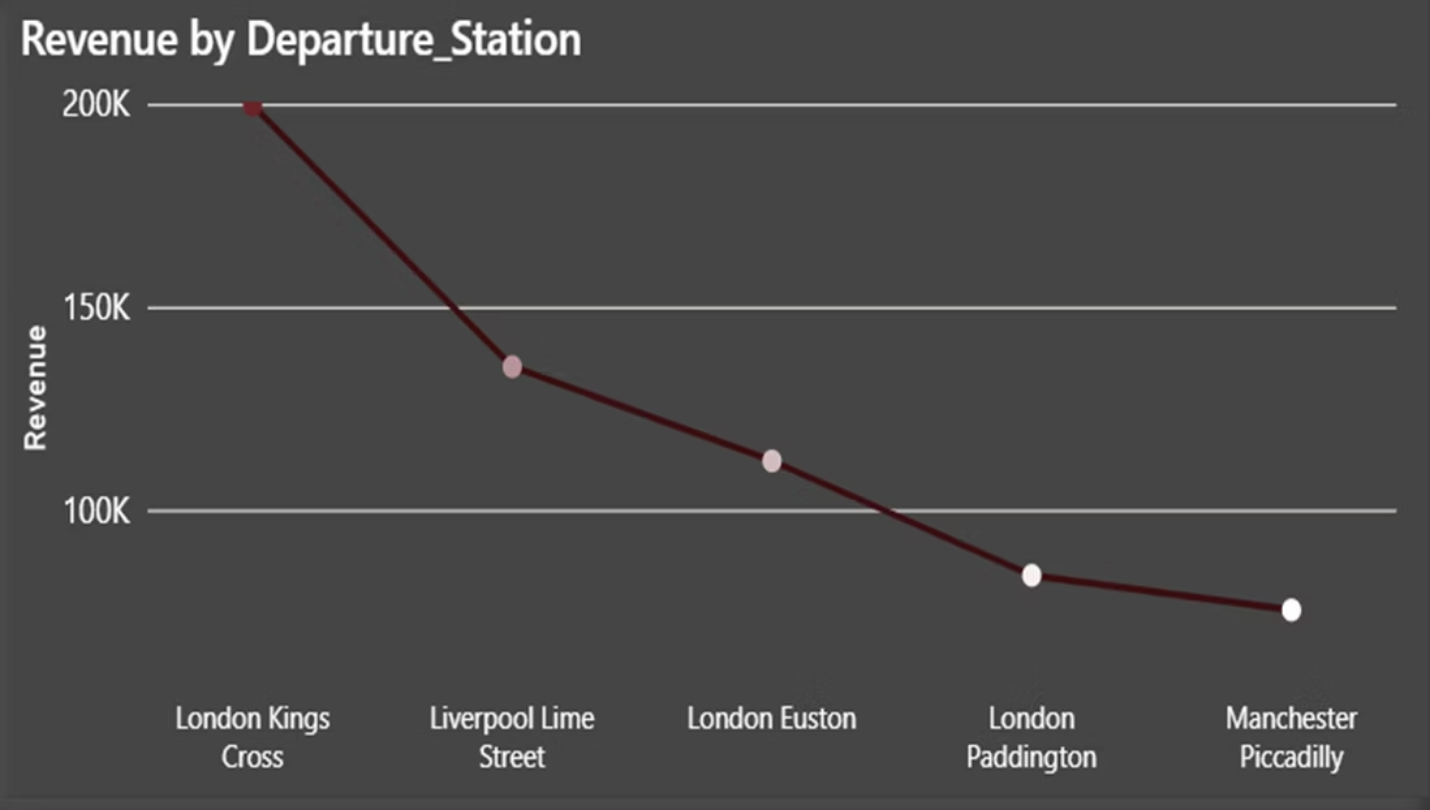 Revenue by Departure_Station
200K
150K
100K
Revenue
London Kings
Cross
Liverpool Lime
Street
London Euston
London
Paddington
Manchester
Piccadilly